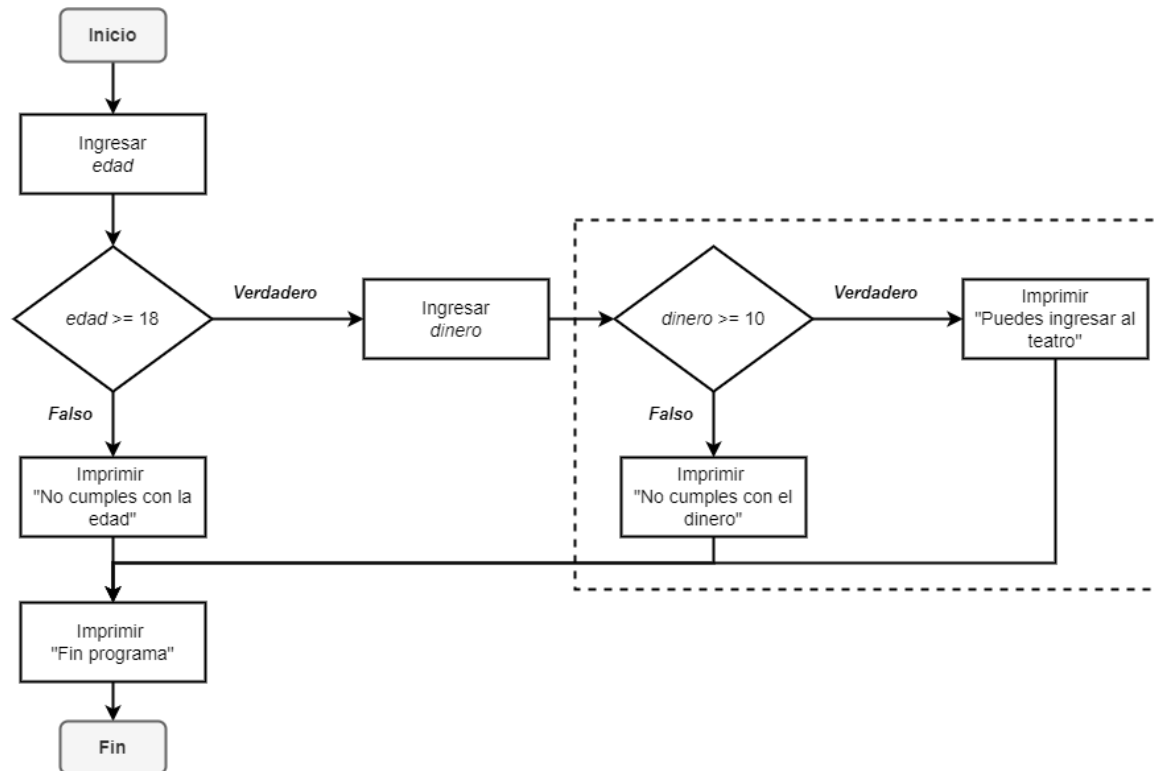 Inicio
Ingresar
edad
edad >= 18
Verdadero
Ingresar
dinero
dinero >= 10
Verdadero
Imprimir
"Puedes ingresar al
teatro"
Falso
Imprimir
"No cumples con la
edad"
Falso
Imprimir
"No cumples con el
dinero"
Imprimir
"Fin programa"
Fin